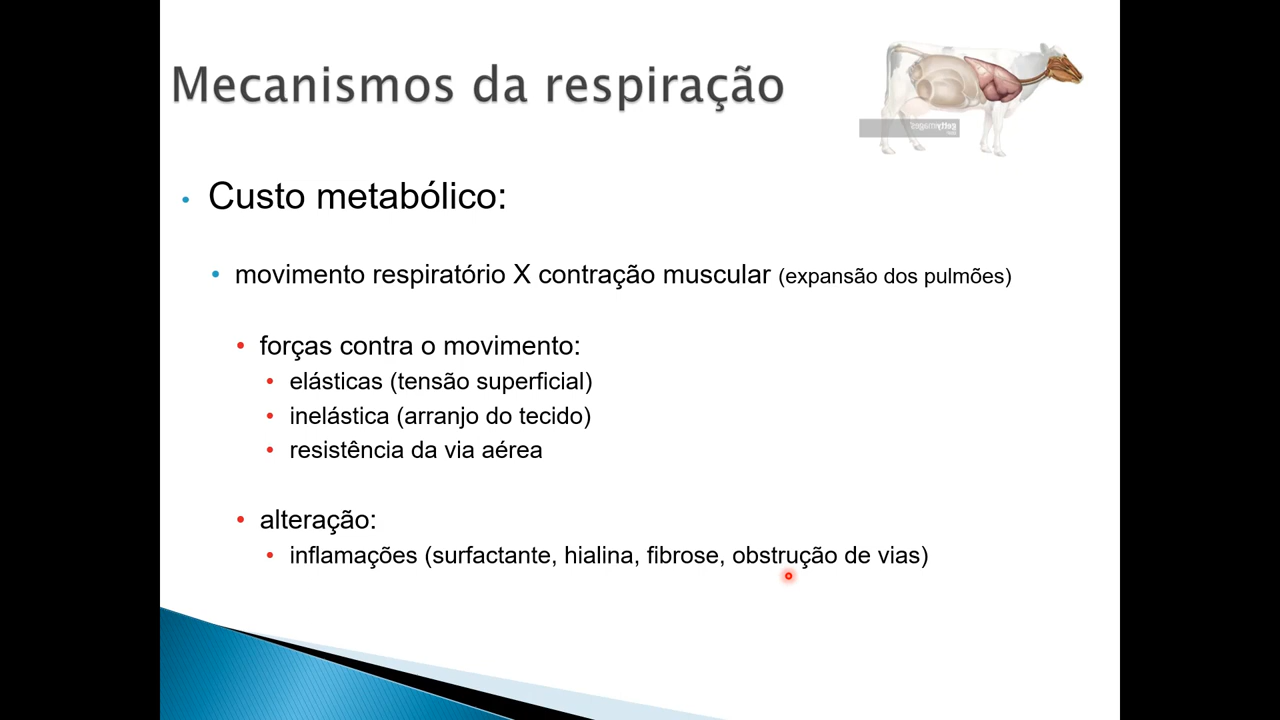 Mecanismos da respiração
gettyimages
• Custo metabólico:
• movimento respiratório X contração muscular (expansão dos pulmões)
• forças contra o movimento:
• elásticas (tensão superficial)
• inelástica (arranjo do tecido)
• resistência da via aérea
• alteração:
• inflamações (surfactante, hialina, fibrose, obstrução de vias)